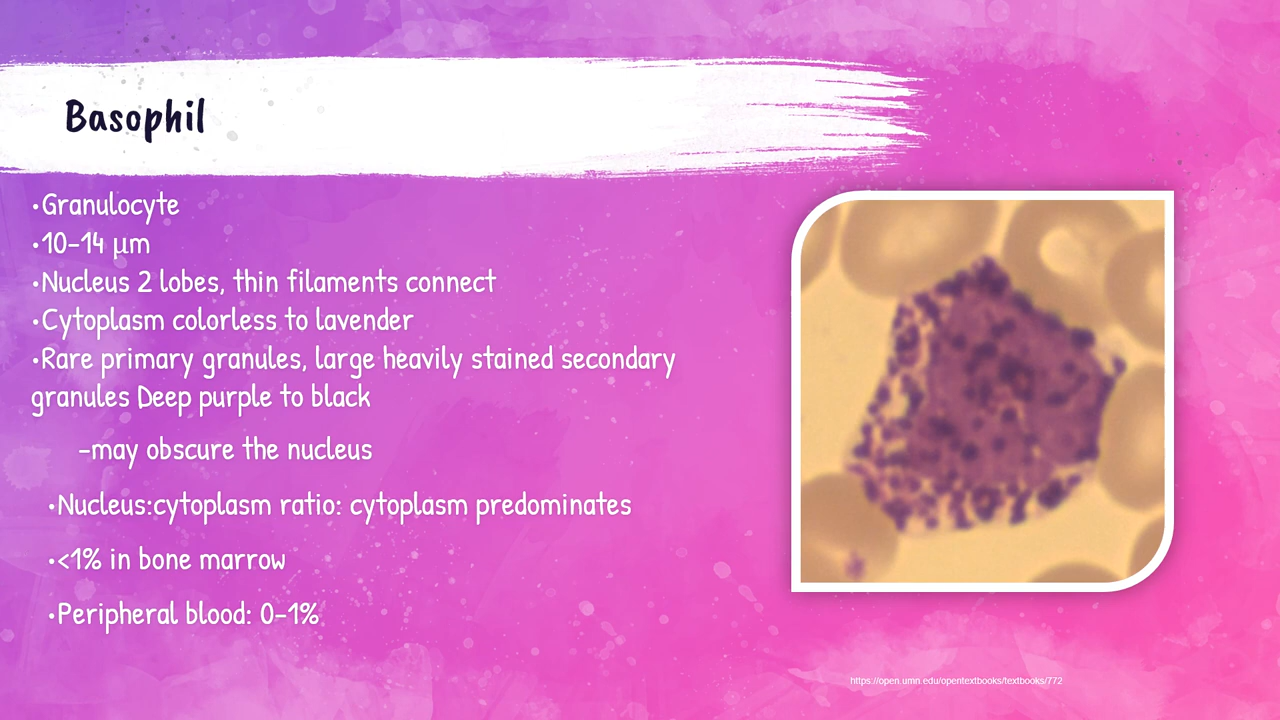 Basophil
•Granulocyte
•10-14 µm
•Nucleus 2 lobes, thin filaments connect
•Cytoplasm colorless to lavender
•Rare primary granules, large heavily stained secondary
granules Deep purple to black
-may obscure the nucleus
•Nucleus:cytoplasm ratio: cytoplasm predominates
•<1% in bone marrow
•Peripheral blood: 0-1%
https://open.umn.edu/opentextbooks/textbooks/772